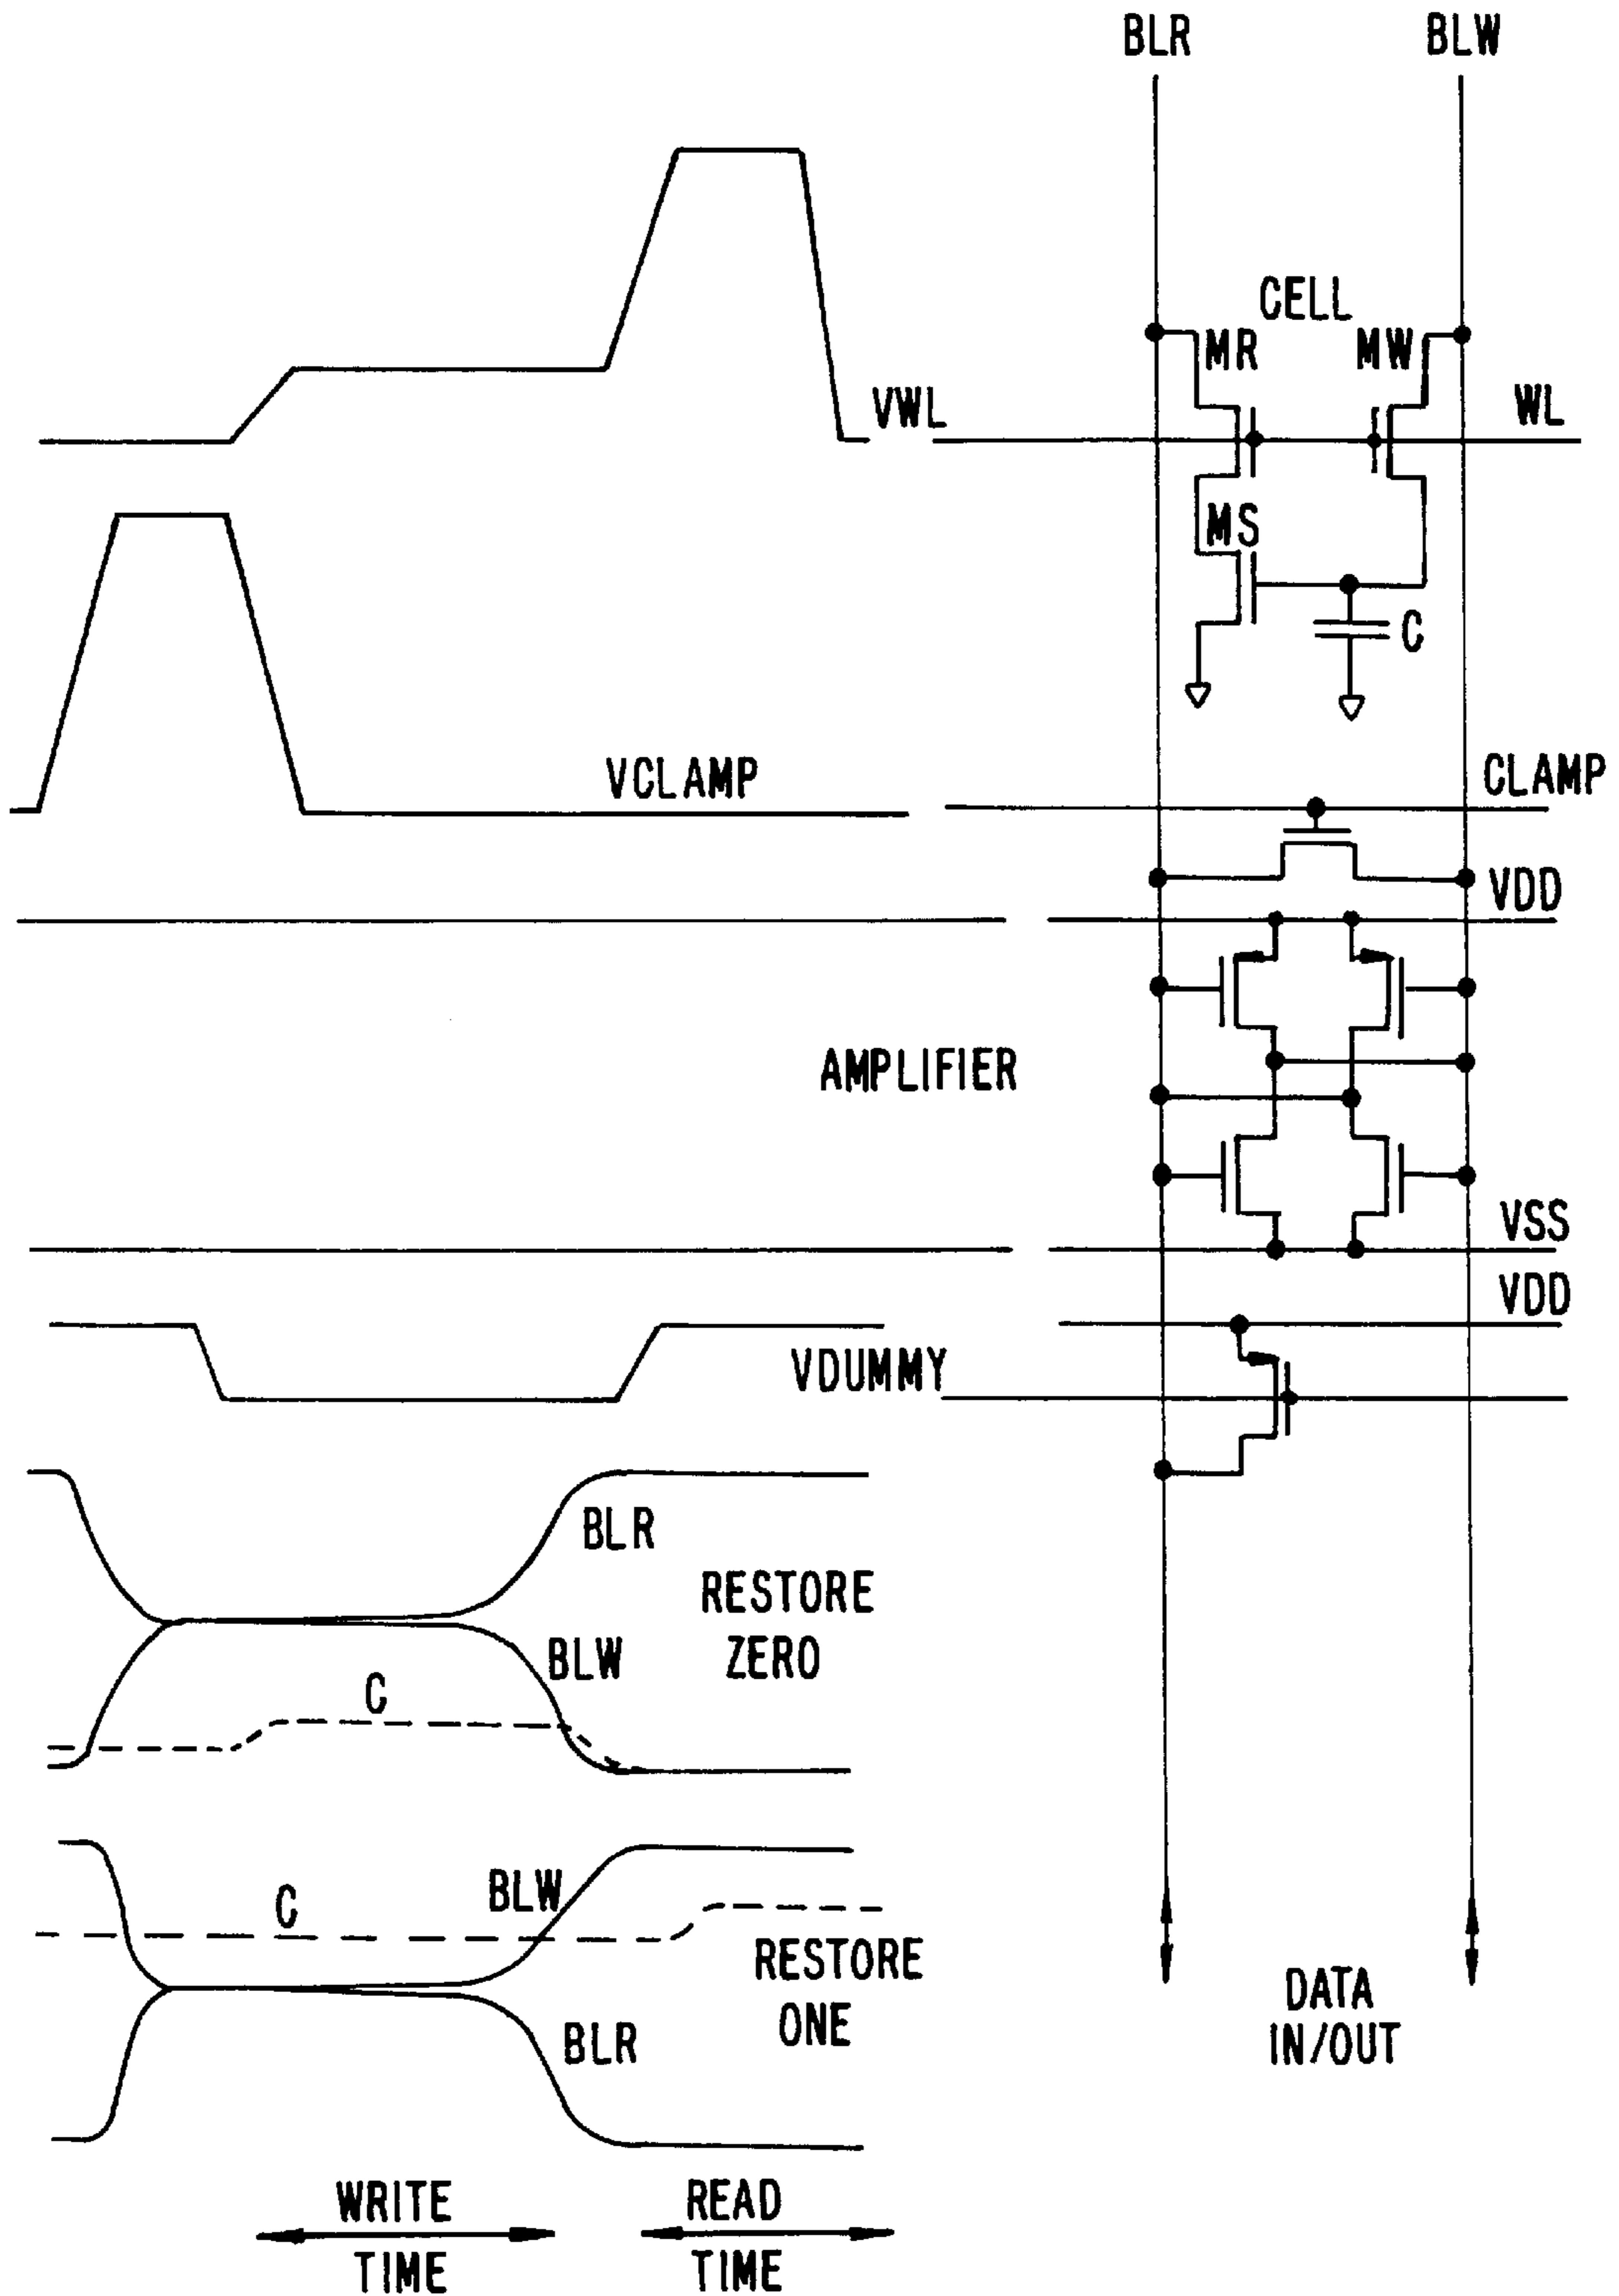 BLR BLW
CELL
MR MW
VWL WL
MS
C
VCLAMP CLAMP
VDD
AMPLIFIER
VSS
VDD
VDUMMY
BLR
RESTORE
ZERO
BLW
C
BLW
C
RESTORE
ONE
BLR
DATA
IN/OUT
WRITE
TIME
READ
TIME